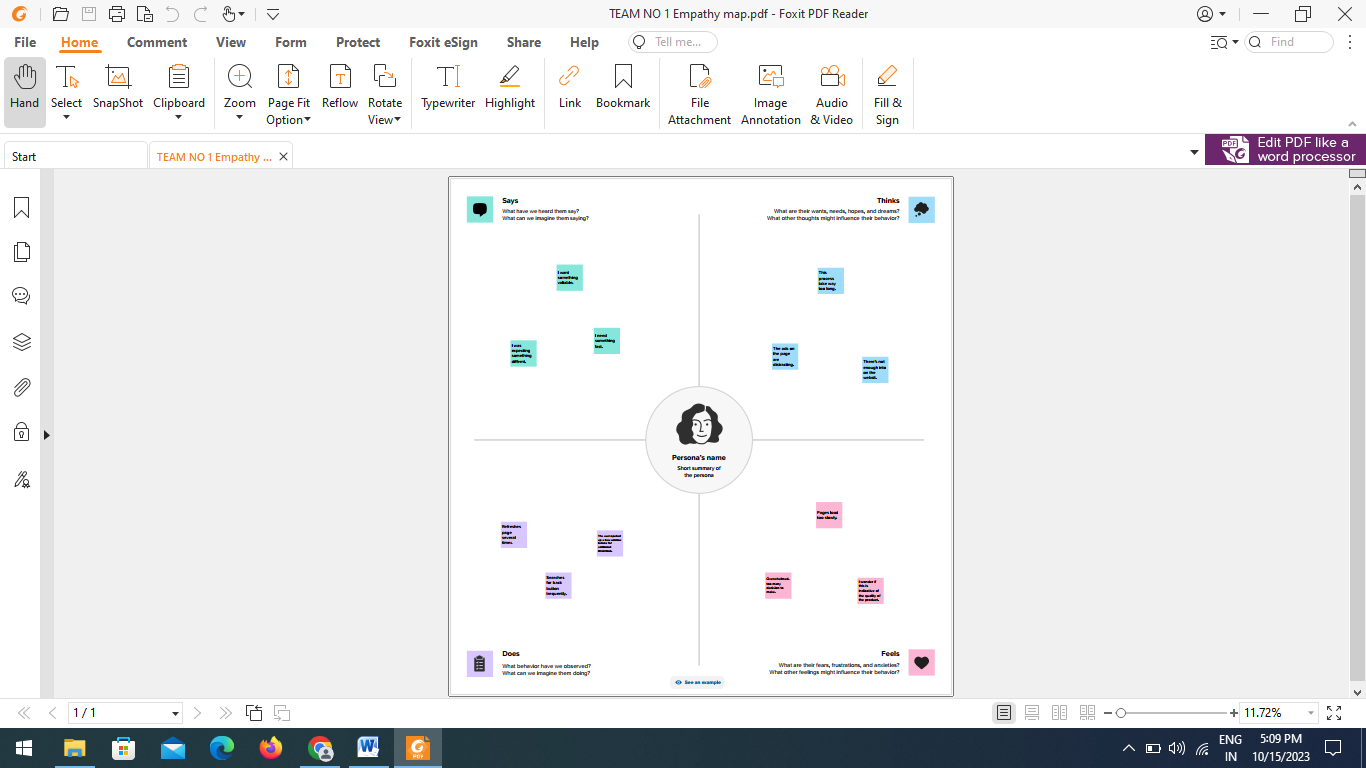 TEAM NO 1 Empathy map.pdf - Foxit PDF Reader
File Home Comment View Form Protect Foxit eSign Share Help Tell me... Find
Hand Select SnapShot Clipboard Zoom Page Fit Option Reflow Rotate View Typewriter Highlight Link Bookmark File Attachment Image Annotation Audio & Video Fill & Sign
Start
TEAM NO 1 Empathy ...
PDF
Edit PDF like a
word processor
Says
What have we heard them say?
What can we imagine them saying?
Thinks
What are their wants, needs, hopes, and dreams?
What other thoughts might influence their behavior?
I want
something
reliable.
I need
something
fast.
I was
expecting
something
different.
This
process
take way
too long.
The ads on
the page
are
distracting.
There's not
enough info
on the
Persona's name
Short summary of
the persona
Refreshes
page
several
times.
Searches
for back
button
frequently.
Pages load
too slowly.
Overwhelmed,
too many
decisions to
make.
I wonder if
this is
indicative of
the quality of
the product.
Does
What behavior have we observed?
What can we imagine them doing?
Feels
What are their fears, frustrations, and anxieties?
What other feelings might influence their behavior?
See an example
1 / 1
11.72%
W
PDF
ENG
IN
5:09 PM
10/15/2023